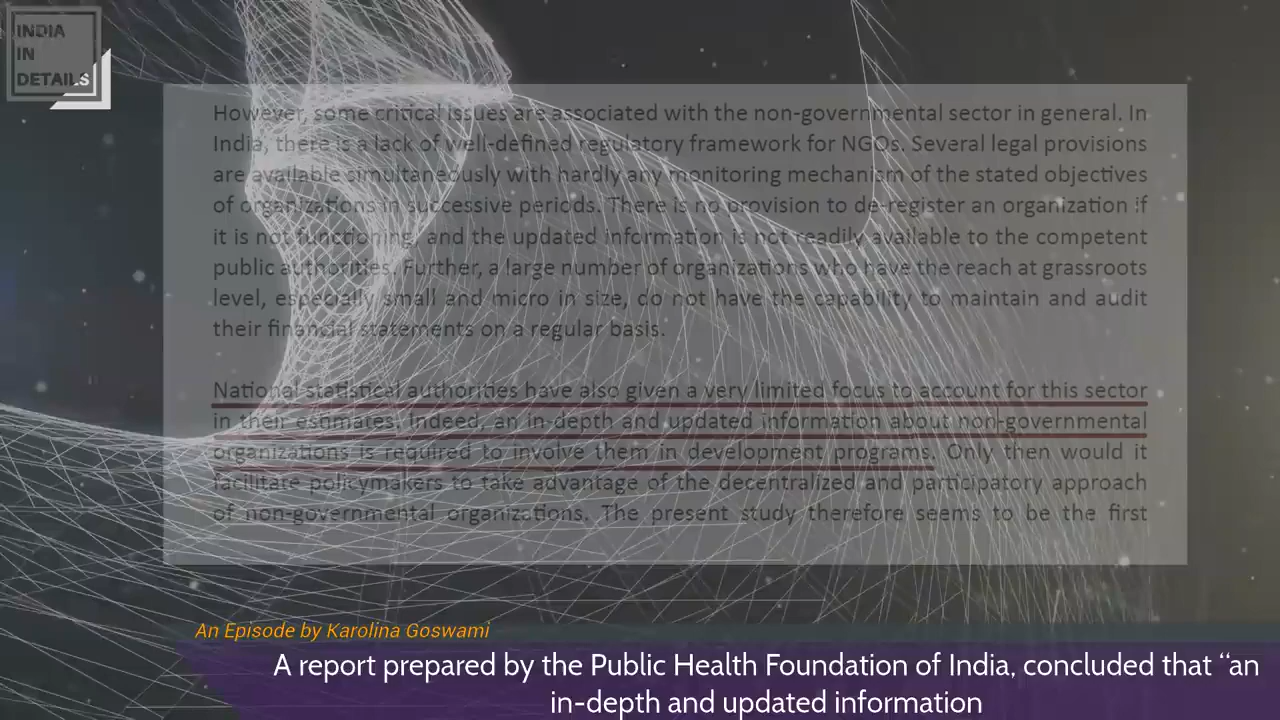 INDIA
IN
DETAILS
However, some critical issues are associated with the non-governmental sector in general. In
India, there is a lack of well-defined regulatory framework for NGOs. Several legal provisions
are available simultaneously with hardly any monitoring mechanism of the stated objectives
of organizations in successive periods. There is no provision to de-register an organization if
it is not functioning, and the updated information is not readily available to the competent
public authorities. Further, a large number of organizations who have the reach at grassroots
level, especially small and micro in size, do not have the capability to maintain and audit
their financial statements on a regular basis.
National statistical authorities have also given a very limited focus to account for this sector
in their estimates. Indeed, an in-depth and updated information about non-governmental
organizations is required to involve them in development programs. Only then would it
facilitate policymakers to take advantage of the decentralized and participatory approach
of non-governmental organizations. The present study therefore seems to be the first
An Episode by Karolina Goswami
A report prepared by the Public Health Foundation of India, concluded that “an
in-depth and updated information